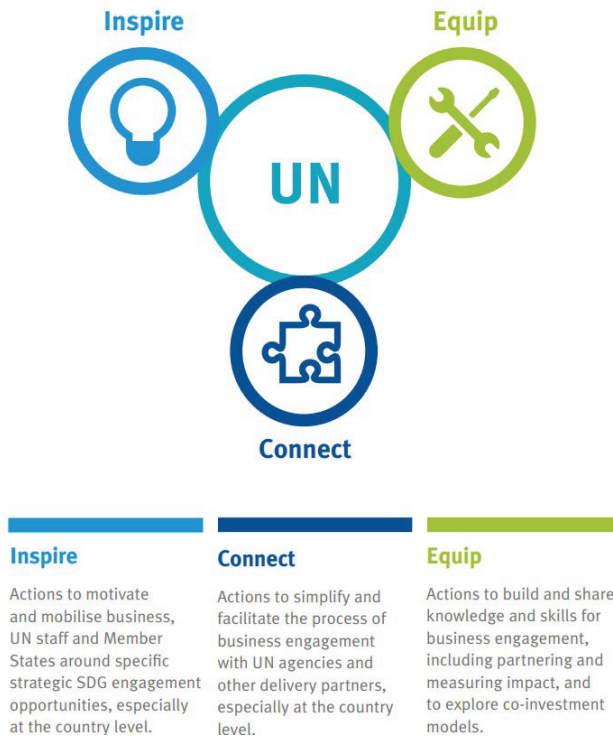 Inspire
Equip
UN
Connect
Inspire
Actions to motivate
and mobilise business,
UN staff and Member
States around specific
strategic SDG engagement
opportunities, especially
at the country level.
Connect
Actions to simplify and
facilitate the process of
business engagement
with UN agencies and
other delivery partners,
especially at the country
level.
Equip
Actions to build and share
knowledge and skills for
business engagement,
including partnering and
measuring impact, and
to explore co-investment
models.